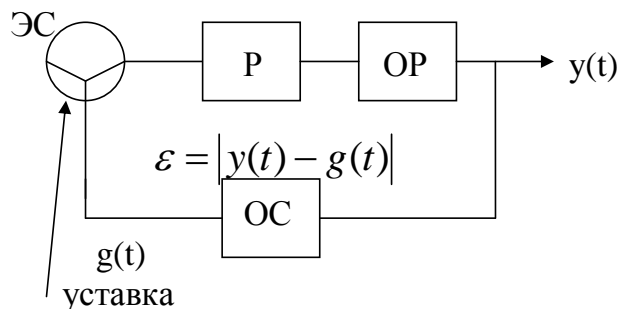 ЭС
Р
ОР
y(t)
ε = |y(t) − g(t)|
ОС
g(t)
уставка